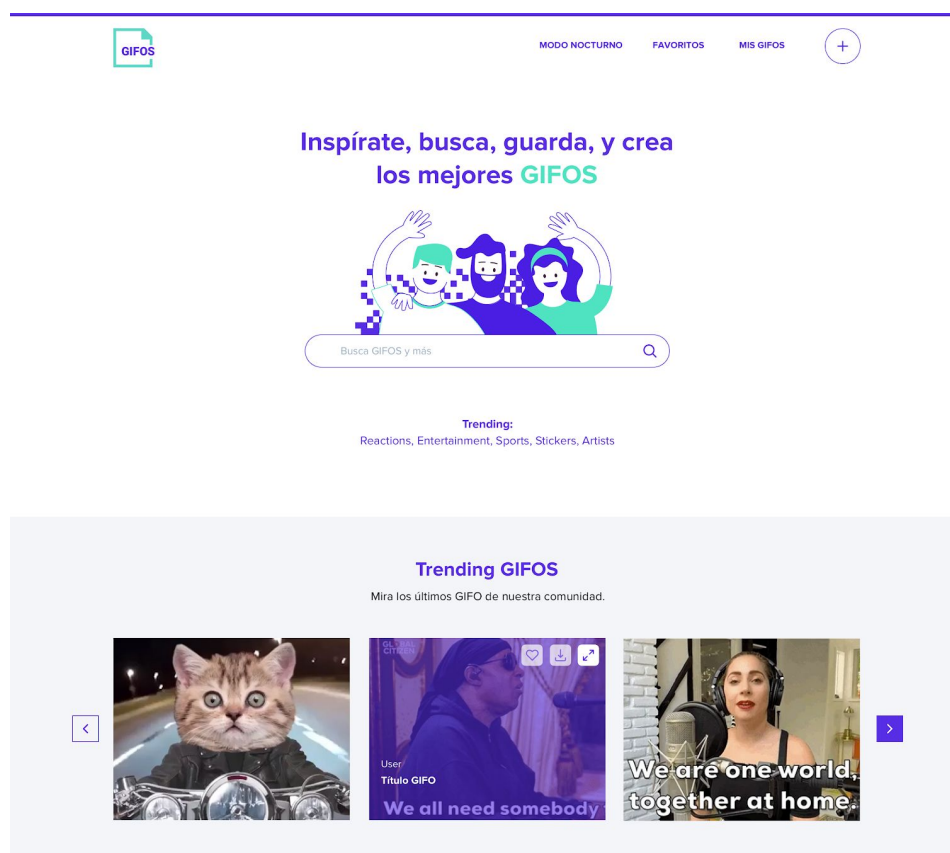 GIFOS
MODO NOCTURNO
FAVORITOS
MIS GIFOS
Inspírate, busca, guarda, y crea
los mejores GIFOS
Busca GIFOS y más
Trending:
Reactions, Entertainment, Sports, Stickers, Artists
Trending GIFOS
Mira los últimos GIFO de nuestra comunidad.
GLOBAL
CITIZEN
User
Título GIFO
We all need somebody
We are one world,
together at home.